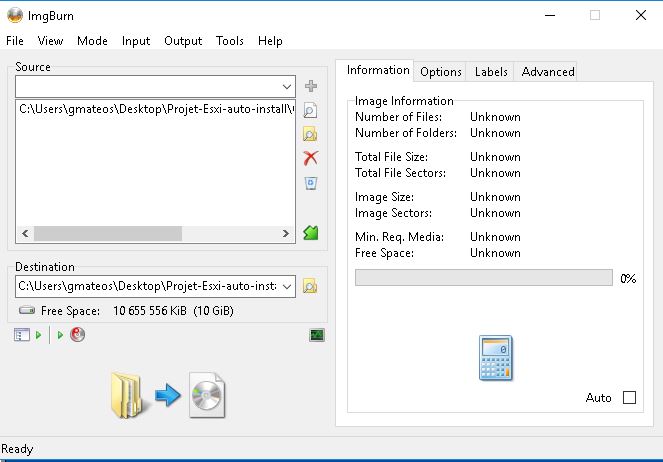 ImgBurn
File View Mode Input Output Tools Help
Source
C:\Users\gmateos\Desktop\Projet-Esxi-auto-install\
Destination
C:\Users\gmateos\Desktop\Projet-Esxi-auto-inst
Free Space: 10 655 556 KiB (10 GiB)
Information Options Labels Advanced
Image Information
Number of Files: Unknown
Number of Folders: Unknown
Total File Size: Unknown
Total File Sectors: Unknown
Image Size: Unknown
Image Sectors: Unknown
Min. Req. Media: Unknown
Free Space: Unknown
0%
0
Auto
Ready